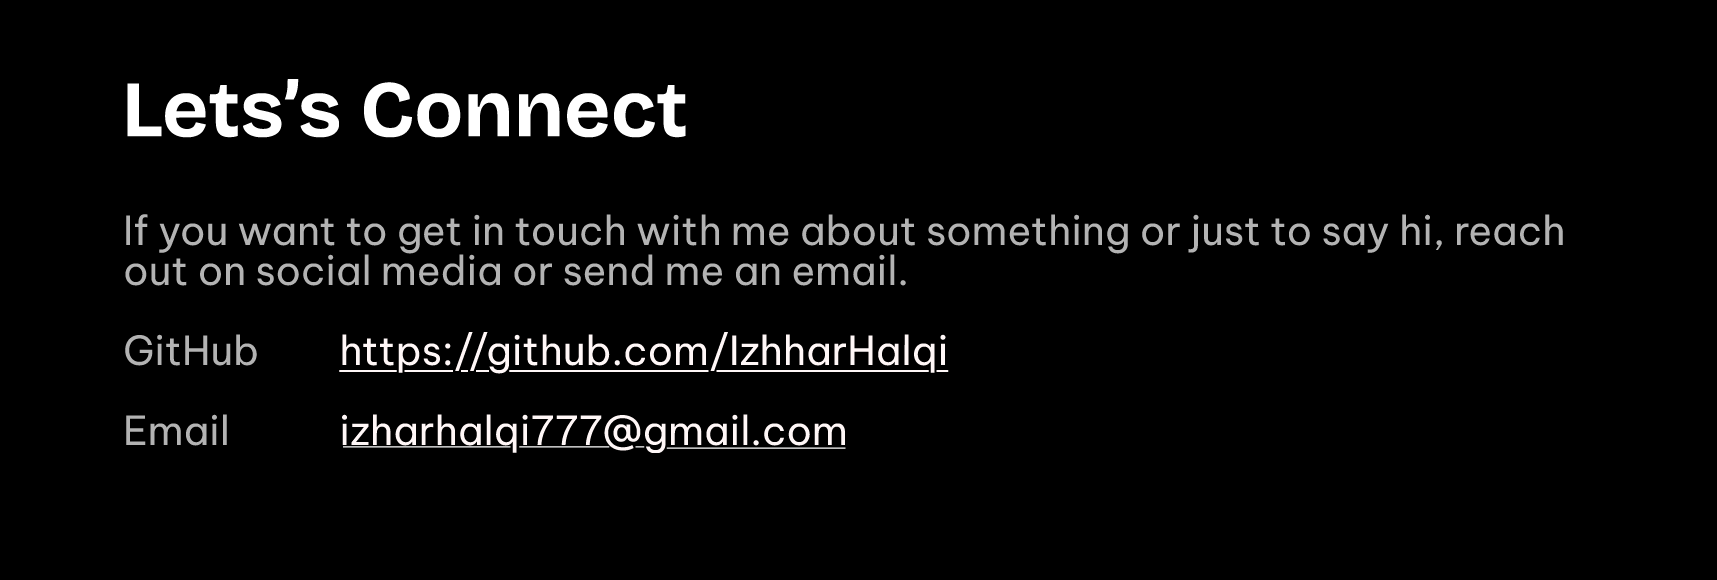 Lets’s Connect
If you want to get in touch with me about something or just to say hi, reach
out on social media or send me an email.
GitHub https://github.com/IzhharHalqi
Email izharhalqi777@gmail.com